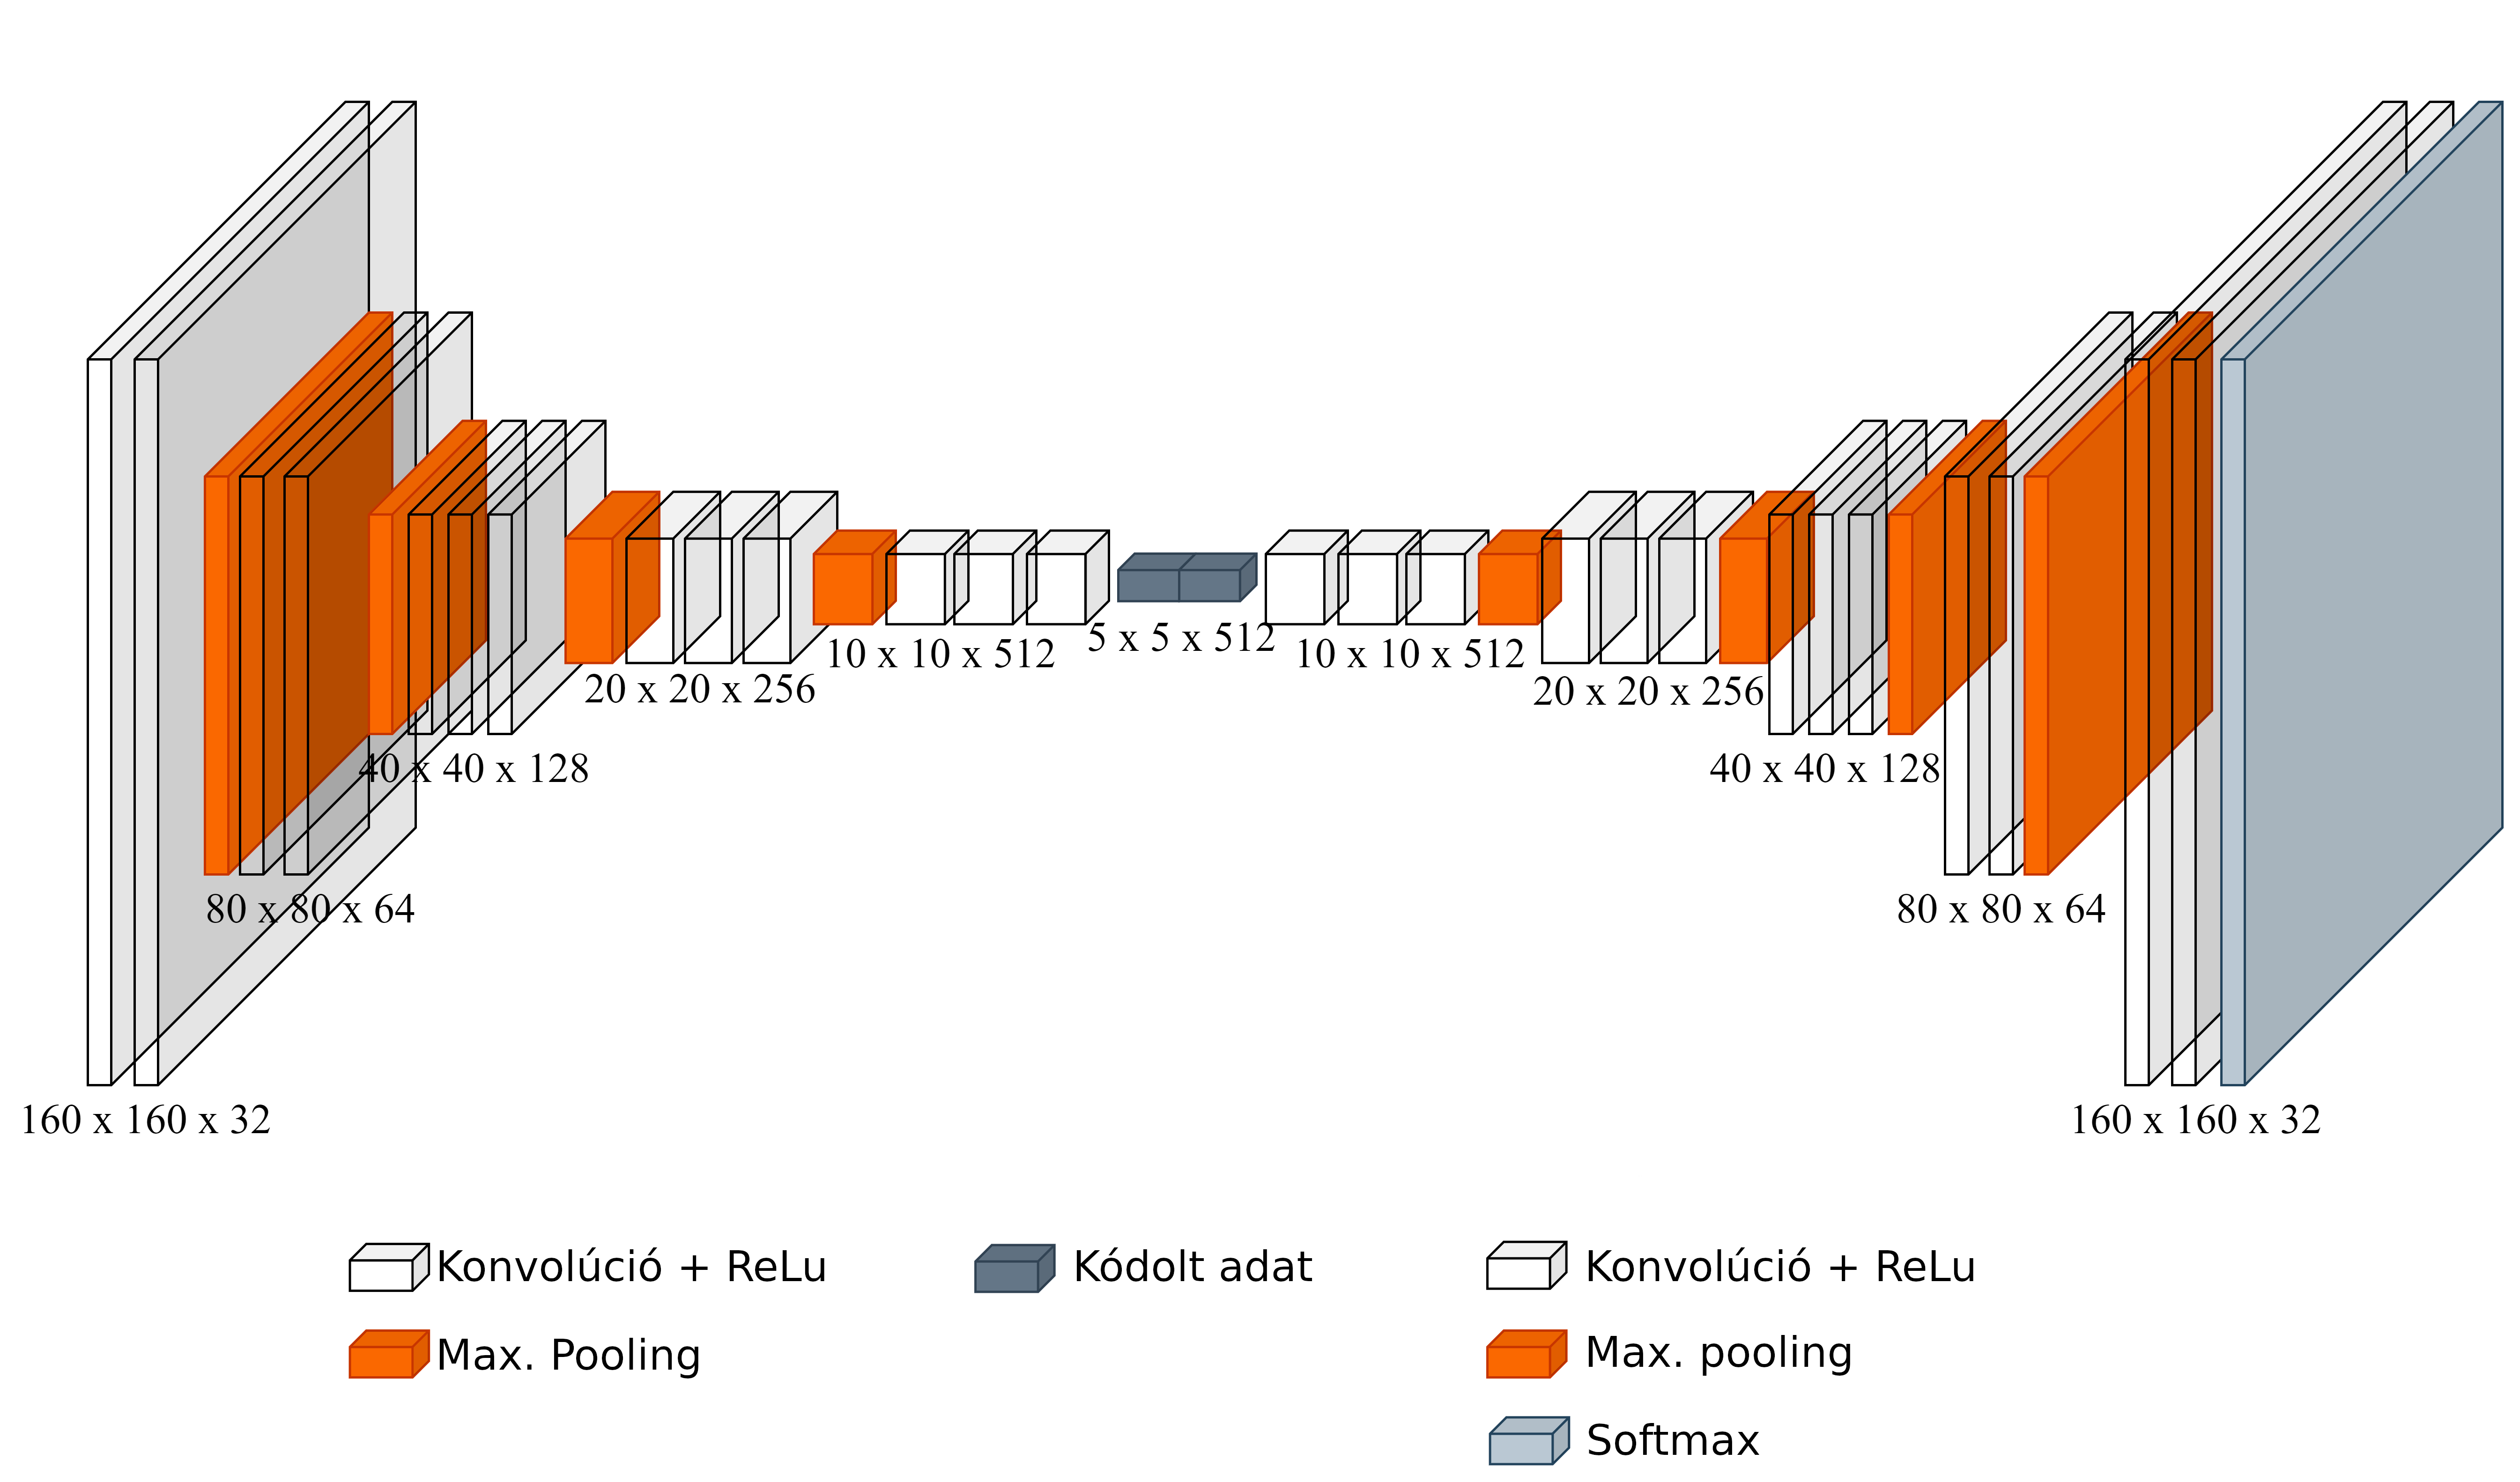 5 x 5 x 512
10 x 10 x 512
10 x 10 x 512
20 x 20 x 256
20 x 20 x 256
40 x 40 x 128
40 x 40 x 128
80 x 80 x 64
80 x 80 x 64
160 x 160 x 32
160 x 160 x 32
Konvolúció + ReLu
Kódolt adat
Konvolúció + ReLu
Max. Pooling
Max. pooling
Softmax